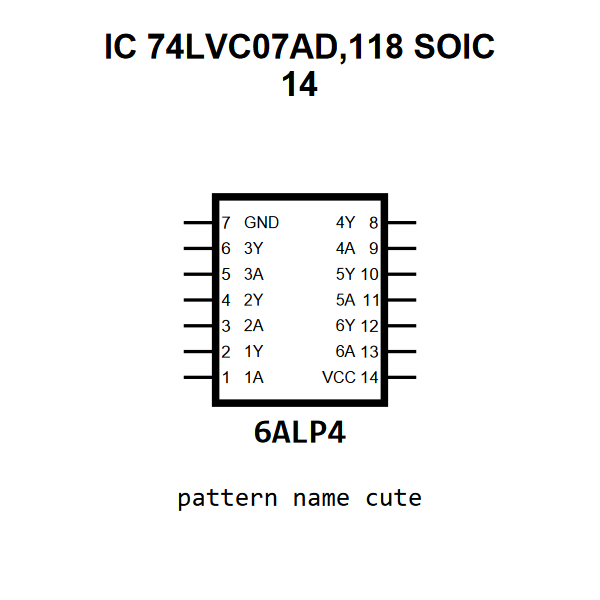 IC 74LVC07AD,118 SOIC
14
7 GND 4Y 8
6 3Y 4A 9
5 3A 5Y 10
4 2Y 5A 11
3 2A 6Y 12
2 1Y 6A 13
1 1A VCC 14
6ALP4
pattern name cute